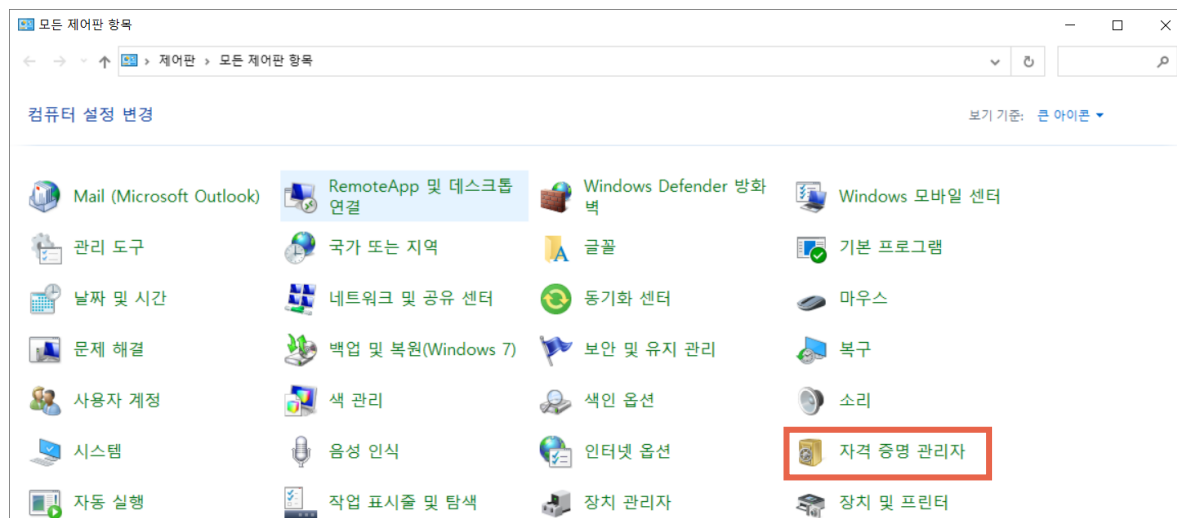 모든 제어판 항목
제어판 › 모든 제어판 항목
컴퓨터 설정 변경
보기 기준: 큰 아이콘
Mail (Microsoft Outlook)
RemoteApp 및 데스크톱
연결
Windows Defender 방화
벽
Windows 모바일 센터
관리 도구
국가 또는 지역
글꼴
기본 프로그램
날짜 및 시간
네트워크 및 공유 센터
동기화 센터
마우스
문제 해결
백업 및 복원(Windows 7)
보안 및 유지 관리
복구
사용자 계정
색 관리
색인 옵션
소리
시스템
음성 인식
인터넷 옵션
자격 증명 관리자
자동 실행
작업 표시줄 및 탐색
장치 관리자
장치 및 프린터